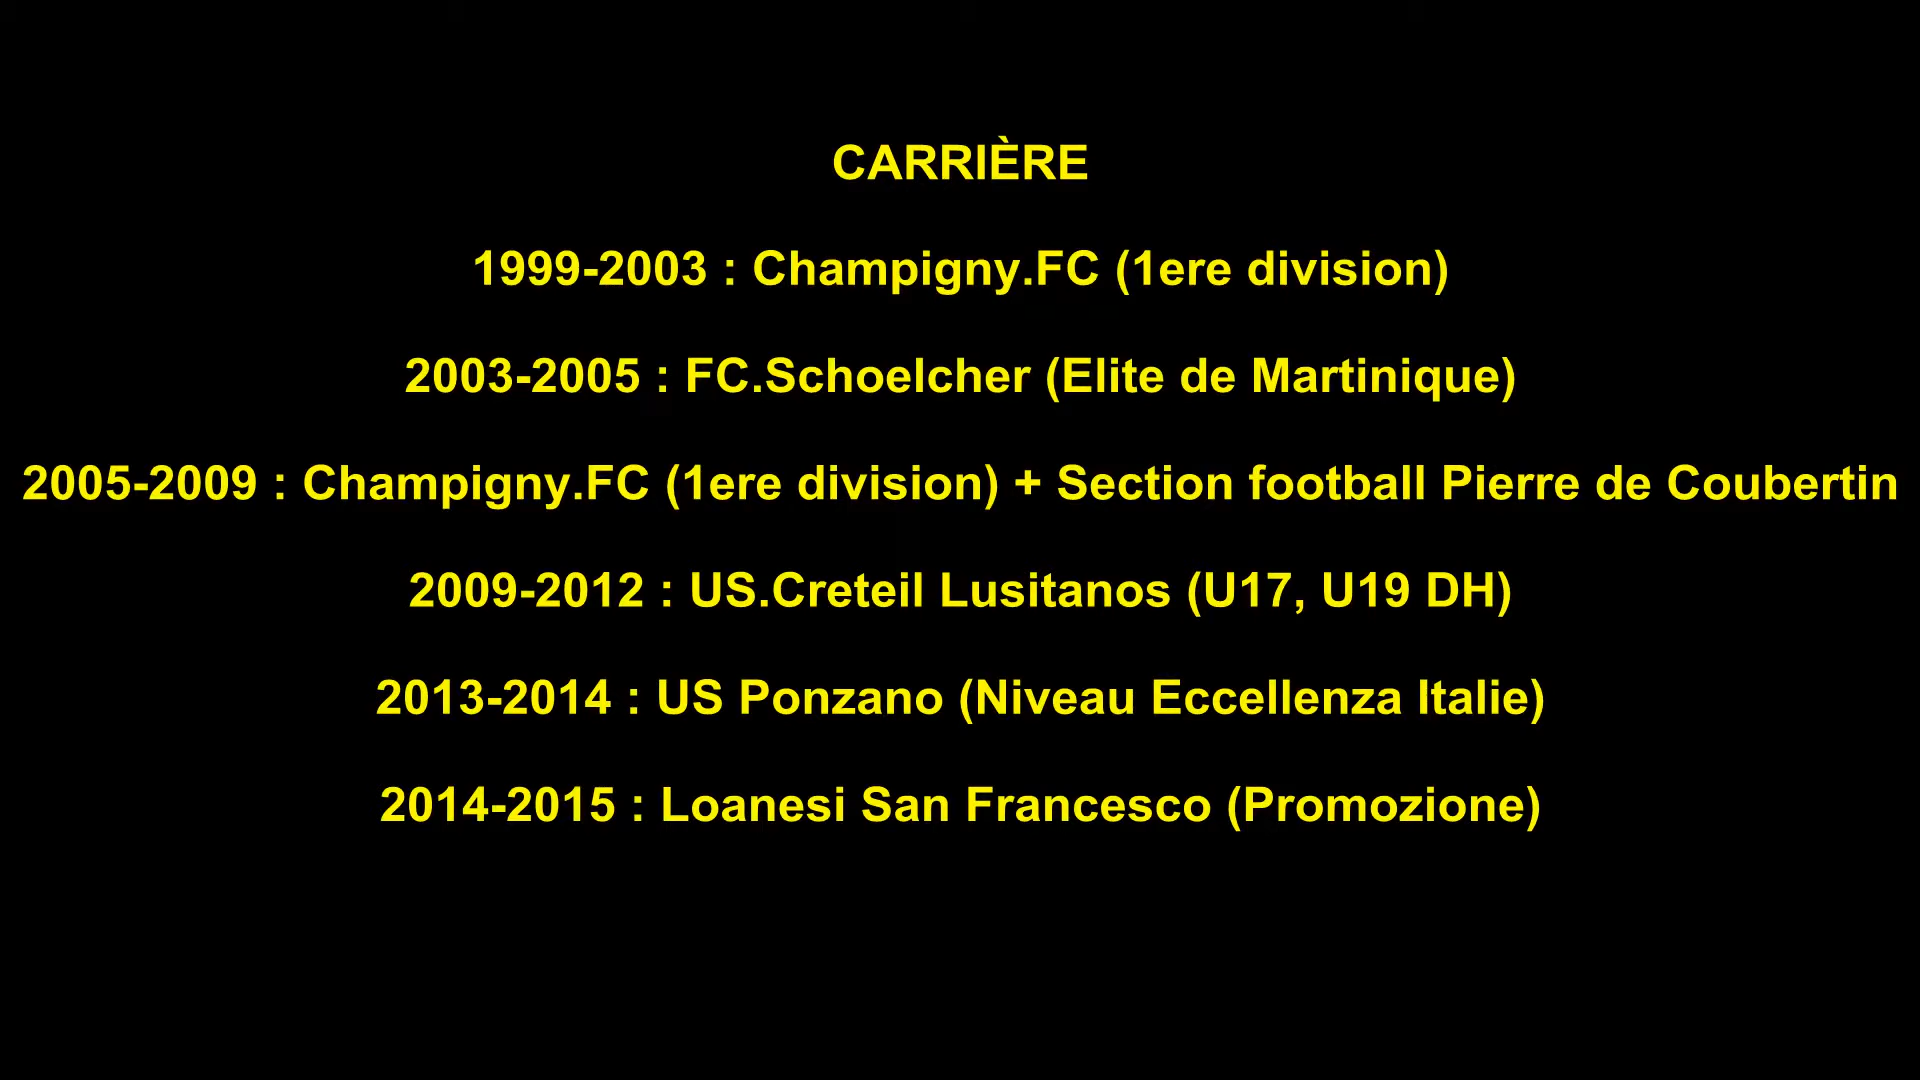 CARRIÈRE
1999-2003 : Champigny.FC (1ere division)
2003-2005 : FC.Schoelcher (Elite de Martinique)
2005-2009 : Champigny.FC (1ere division) + Section football Pierre de Coubertin
2009-2012 : US.Creteil Lusitanos (U17, U19 DH)
2013-2014 : US Ponzano (Niveau Eccellenza Italie)
2014-2015 : Loanesi San Francesco (Promozione)